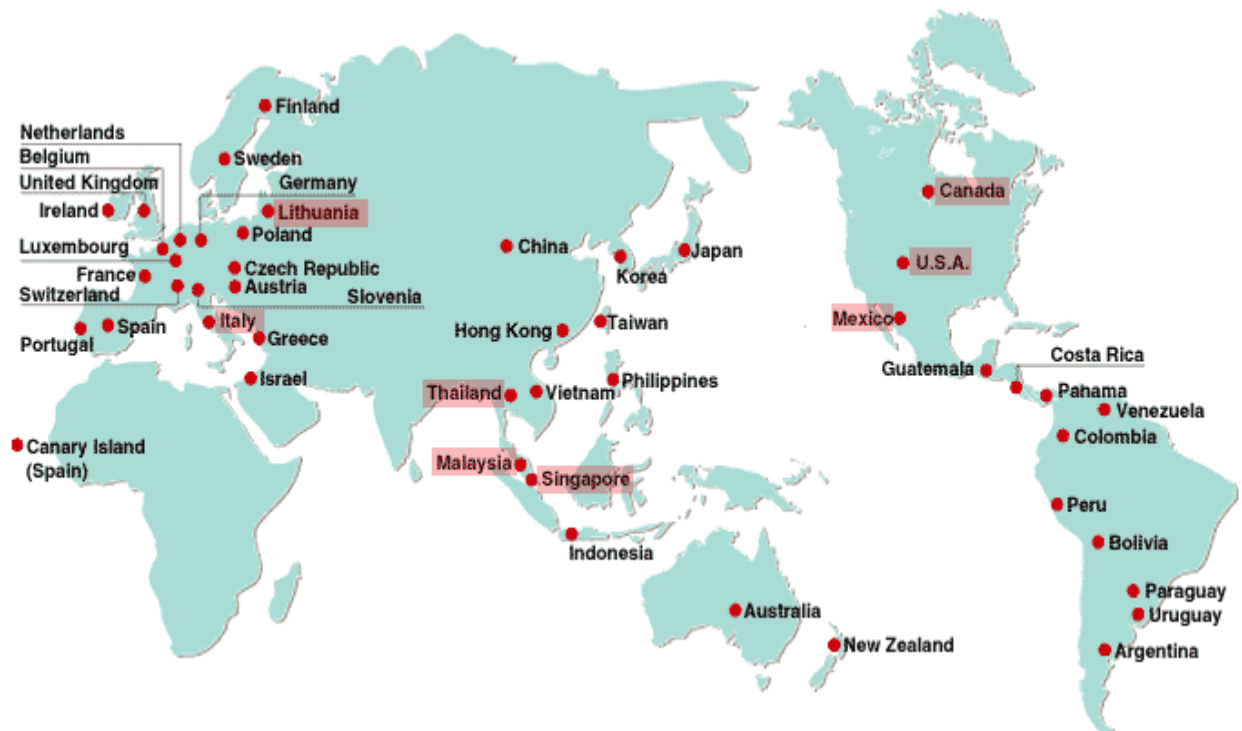 Finland
Netherlands
Belgium
Sweden
United Kingdom
Germany
Canada
Ireland
Lithuania
Poland
Luxembourg
China
Japan
U.S.A.
France
Czech Republic
Korea
Austria
Switzerland
Slovenia
Italy
Spain
Hong Kong
Taiwan
Mexico
Portugal
Greece
Costa Rica
Guatemala
Israel
Philippines
Thailand
Vietnam
Panama
Venezuela
Colombia
Canary Island
(Spain)
Malaysia
Singapore
Peru
Bolivia
Indonesia
Paraguay
Australia
Uruguay
New Zealand
Argentina